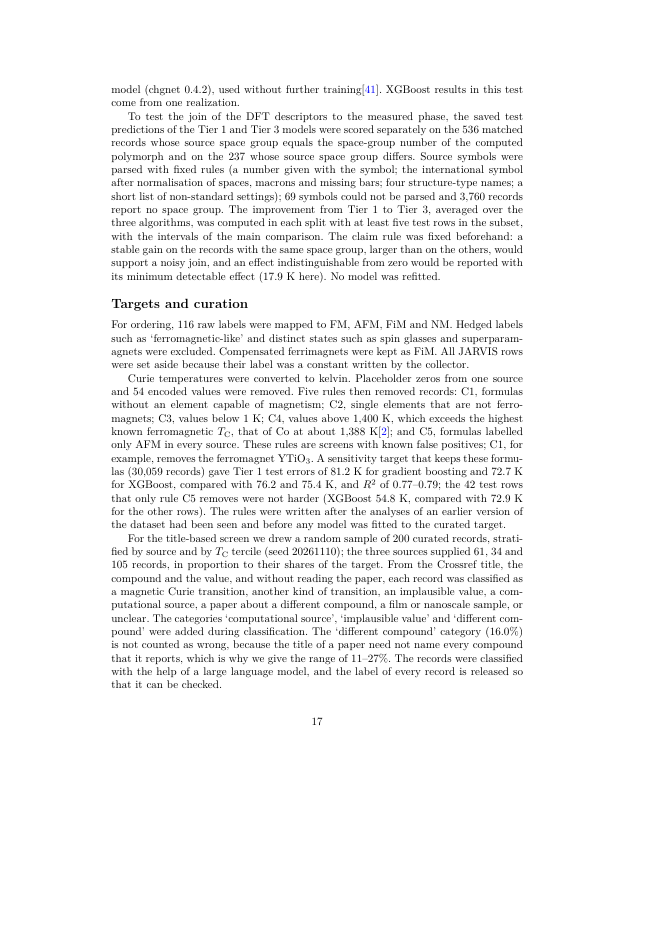 model (chgnet 0.4.2), used without further training[41]. XGBoost results in this test
come from one realization.
To test the join of the DFT descriptors to the measured phase, the saved test
predictions of the Tier 1 and Tier 3 models were scored separately on the 536 matched
records whose source space group equals the space-group number of the computed
polymorph and on the 237 whose source space group differs. Source symbols were
parsed with fixed rules (a number given with the symbol; the international symbol
after normalisation of spaces, macrons and missing bars; four structure-type names; a
short list of non-standard settings); 69 symbols could not be parsed and 3,760 records
report no space group. The improvement from Tier 1 to Tier 3, averaged over the
three algorithms, was computed in each split with at least five test rows in the subset,
with the intervals of the main comparison. The claim rule was fixed beforehand: a
stable gain on the records with the same space group, larger than on the others, would
support a noisy join, and an effect indistinguishable from zero would be reported with
its minimum detectable effect (17.9 K here). No model was refitted.
Targets and curation
For ordering, 116 raw labels were mapped to FM, AFM, FiM and NM. Hedged labels
such as ‘ferromagnetic-like’ and distinct states such as spin glasses and superparam-
agnets were excluded. Compensated ferrimagnets were kept as FiM. All JARVIS rows
were set aside because their label was a constant written by the collector.
Curie temperatures were converted to kelvin. Placeholder zeros from one source
and 54 encoded values were removed. Five rules then removed records: C1, formulas
without an element capable of magnetism; C2, single elements that are not ferro-
magnets; C3, values below 1 K; C4, values above 1,400 K, which exceeds the highest
known ferromagnetic TC, that of Co at about 1,388 K[2]; and C5, formulas labelled
only AFM in every source. These rules are screens with known false positives; C1, for
example, removes the ferromagnet YTiO3. A sensitivity target that keeps these formu-
las (30,059 records) gave Tier 1 test errors of 81.2 K for gradient boosting and 72.7 K
for XGBoost, compared with 76.2 and 75.4 K, and R2 of 0.77–0.79; the 42 test rows
that only rule C5 removes were not harder (XGBoost 54.8 K, compared with 72.9 K
for the other rows). The rules were written after the analyses of an earlier version of
the dataset had been seen and before any model was fitted to the curated target.
For the title-based screen we drew a random sample of 200 curated records, strati-
fied by source and by TC tercile (seed 20261110); the three sources supplied 61, 34 and
105 records, in proportion to their shares of the target. From the Crossref title, the
compound and the value, and without reading the paper, each record was classified as
a magnetic Curie transition, another kind of transition, an implausible value, a com-
putational source, a paper about a different compound, a film or nanoscale sample, or
unclear. The categories ‘computational source’, ‘implausible value’ and ‘different com-
pound’ were added during classification. The ‘different compound’ category (16.0%)
is not counted as wrong, because the title of a paper need not name every compound
that it reports, which is why we give the range of 11–27%. The records were classified
with the help of a large language model, and the label of every record is released so
that it can be checked.
17